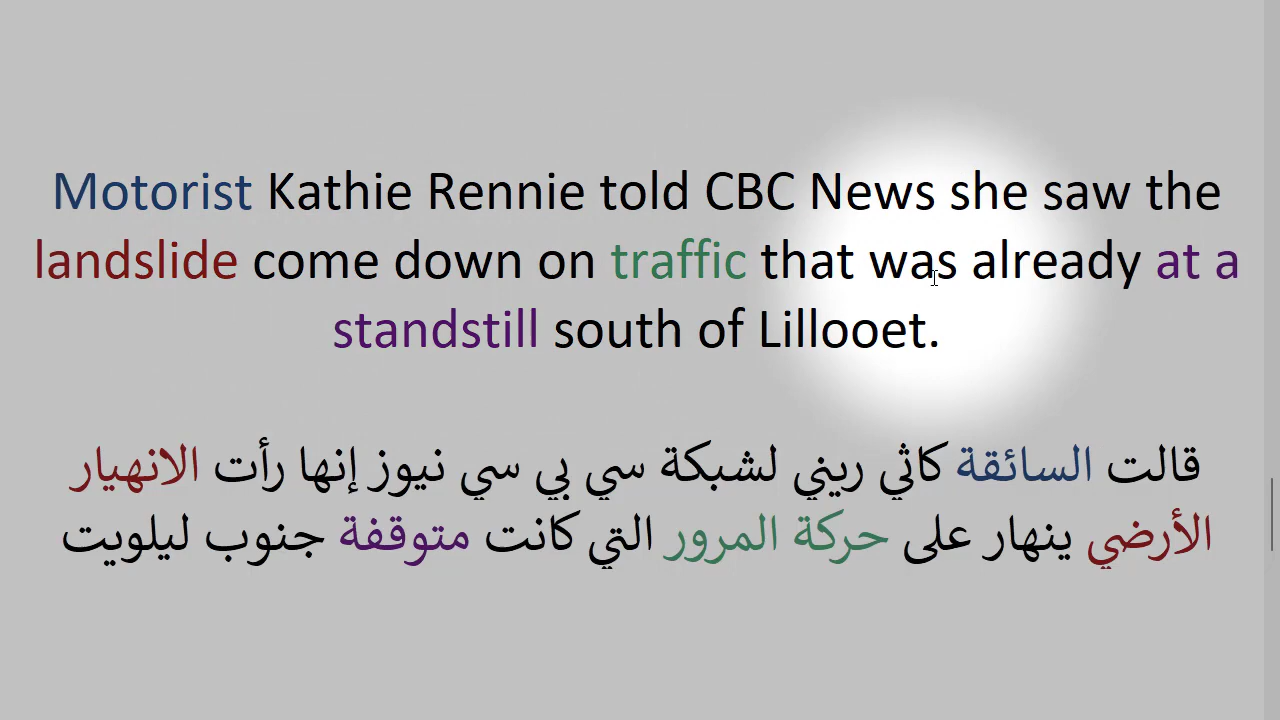 Motorist Kathie Rennie told CBC News she saw the
landslide come down on traffic that was already at a
standstill south of Lillooet.
قالت السائقة كاثي ريني لشبكة سي بي سي نيوز إنها رأت الانهيار
الأرضي ينهار على حركة المرور التي كانت متوقفة جنوب ليلويت